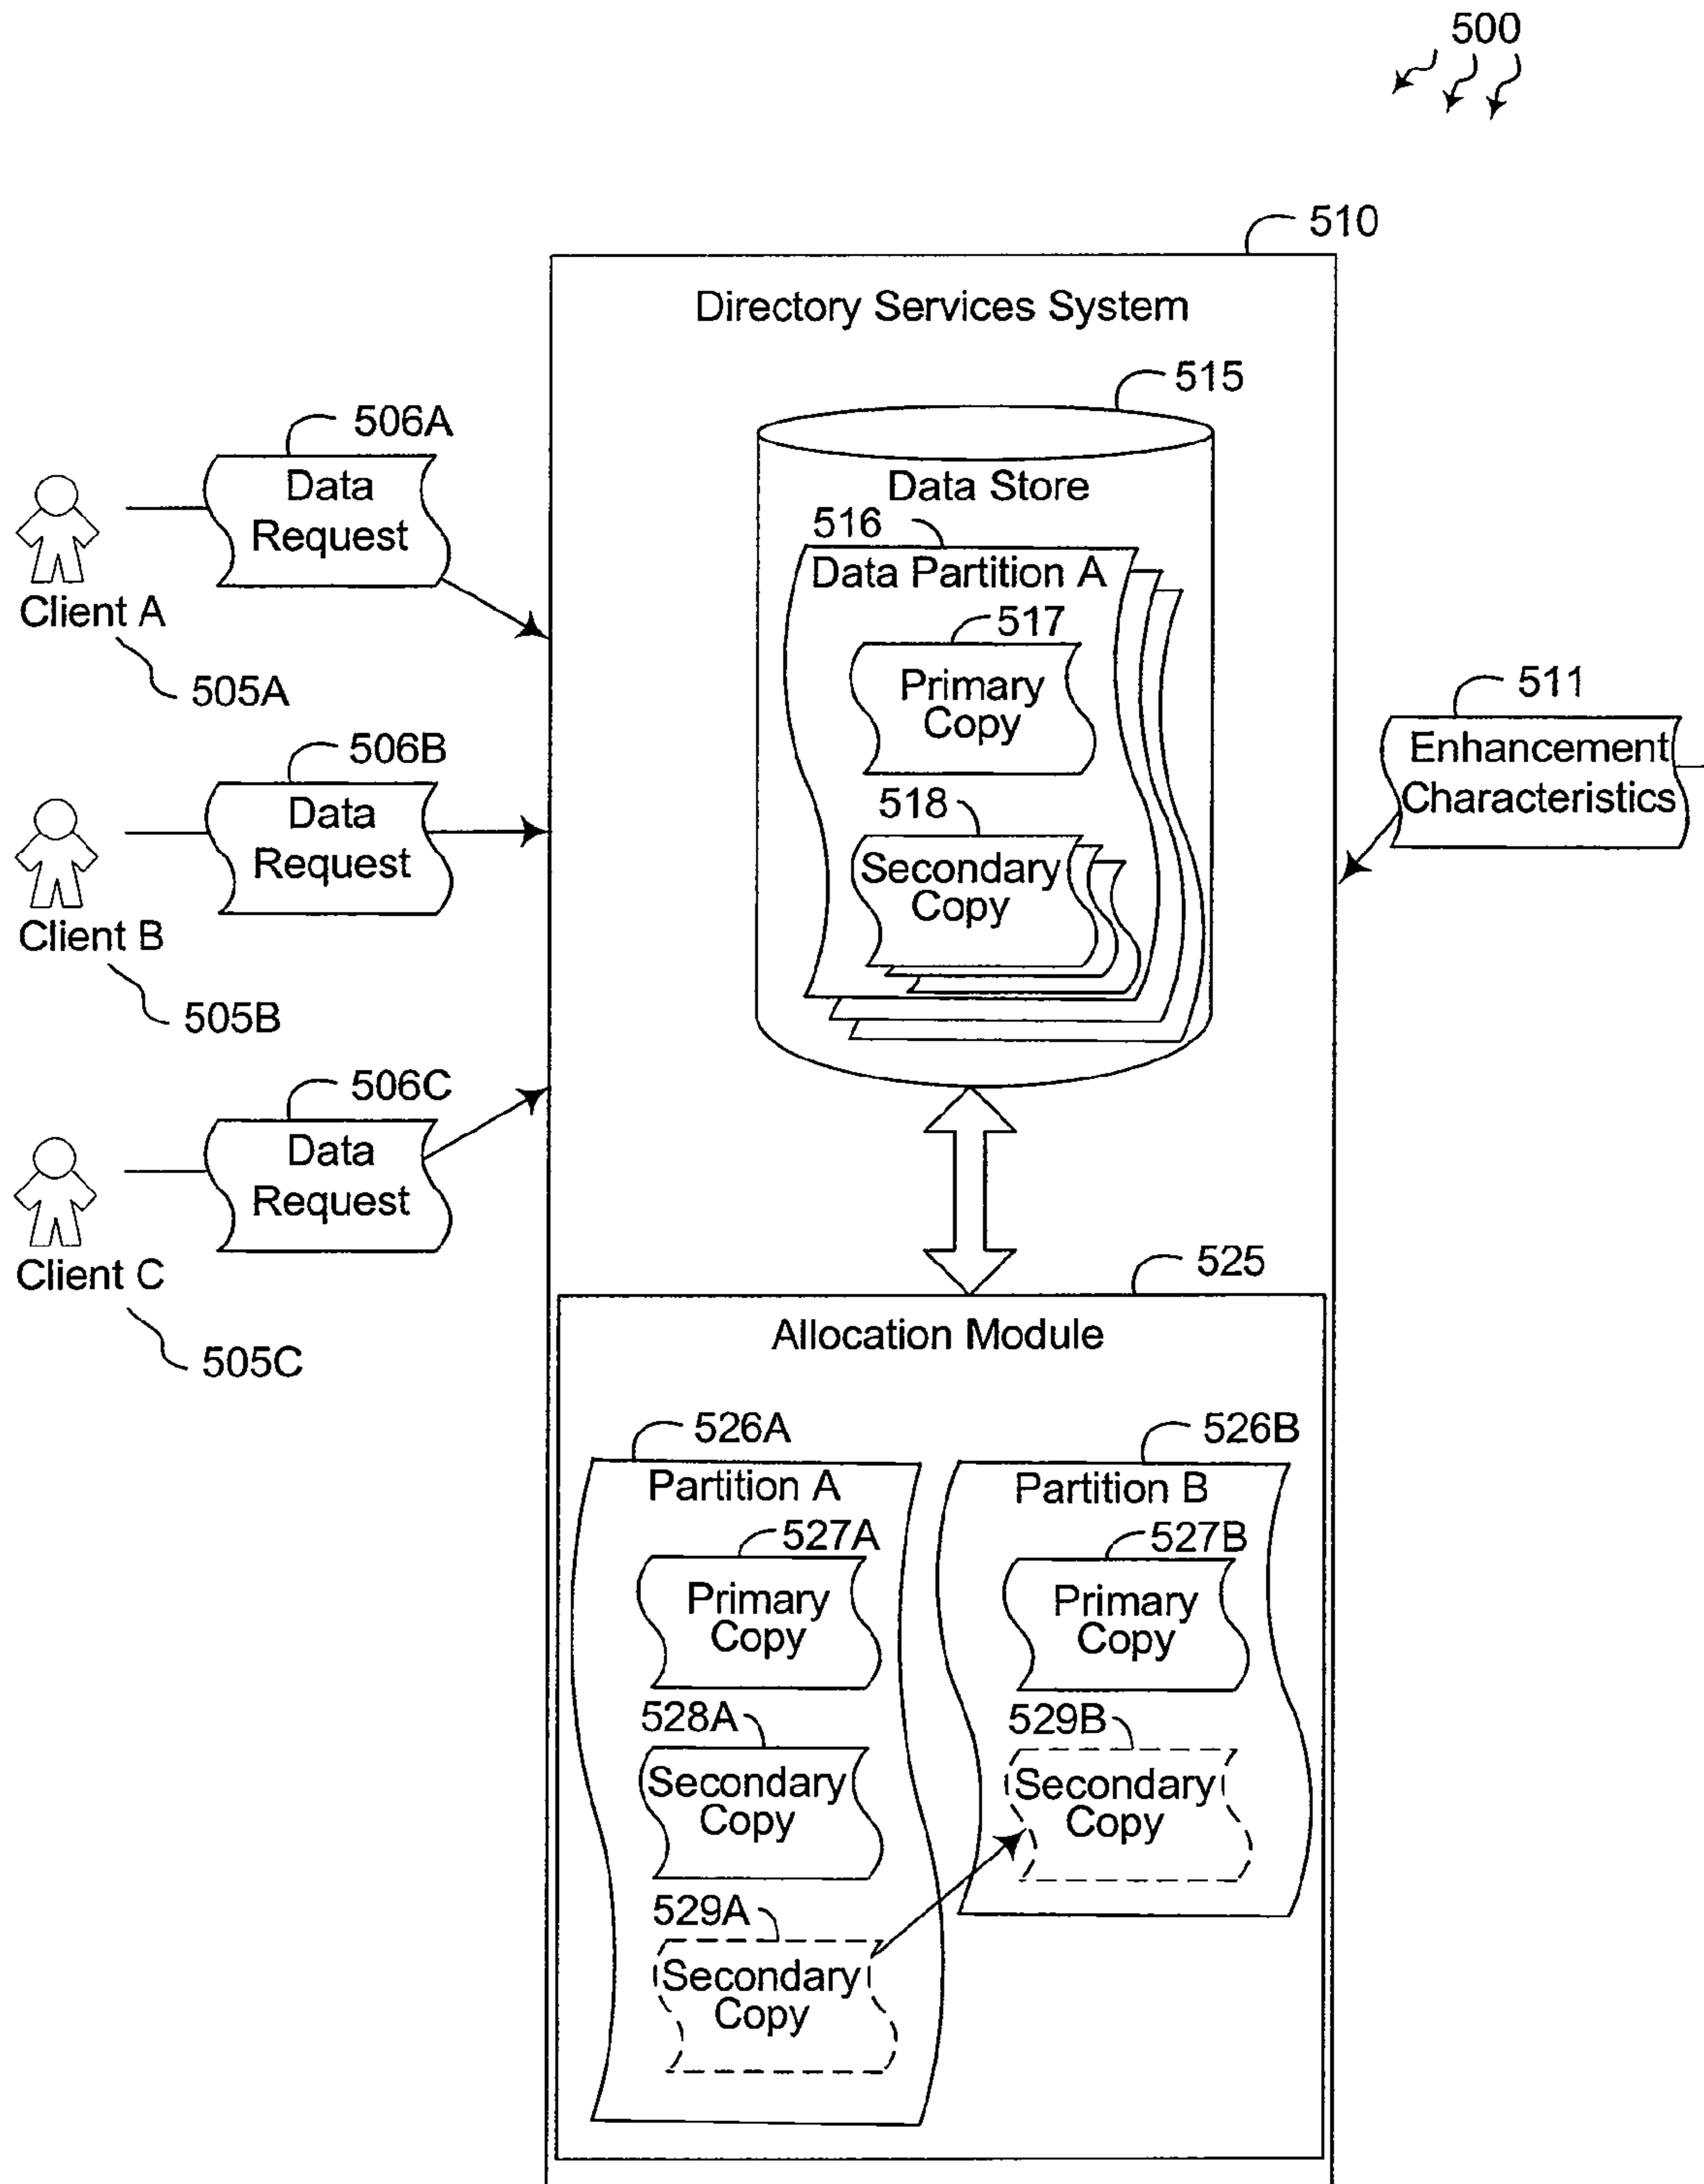 500
510
Directory Services System
515
Data Store
516
Data Partition A
517
Primary
Copy
518
Secondary
Copy
506A
Data
Request
Client A
505A
506B
Data
Request
Client B
505B
506C
Data
Request
Client C
505C
511
Enhancement
Characteristics
525
Allocation Module
526A
Partition A
527A
Primary
Copy
528A
Secondary
Copy
529A
Secondary
Copy
526B
Partition B
527B
Primary
Copy
529B
Secondary
Copy